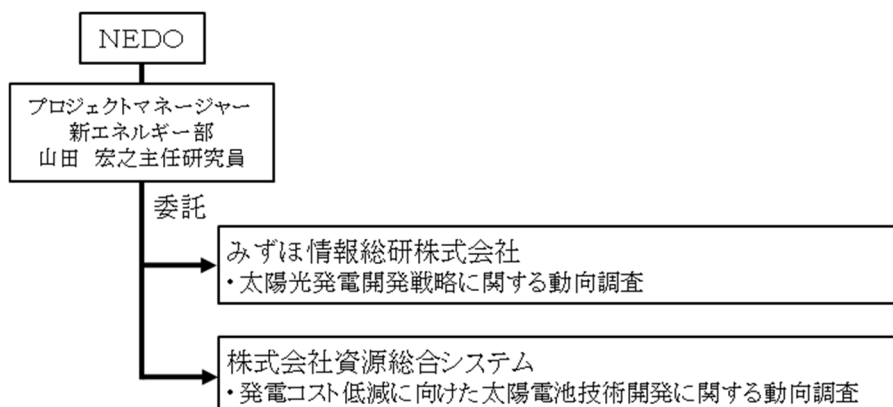 NEDO
プロジェクトマネージャー
新エネルギー部
山田 宏之主任研究員
委託
みずほ情報総研株式会社
・太陽光発電開発戦略に関する動向調査
株式会社資源総合システム
・発電コスト低減に向けた太陽電池技術開発に関する動向調査